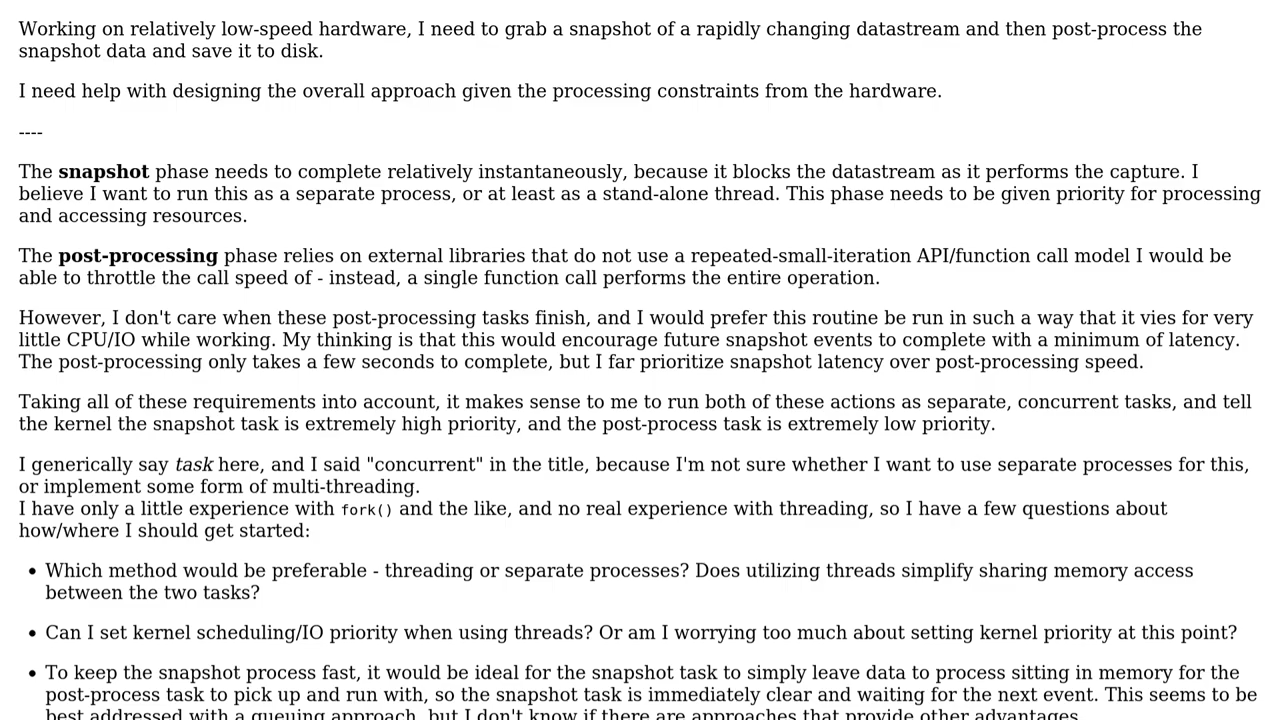 Working on relatively low-speed hardware, I need to grab a snapshot of a rapidly changing datastream and then post-process the
snapshot data and save it to disk.
I need help with designing the overall approach given the processing constraints from the hardware.
----
The snapshot phase needs to complete relatively instantaneously, because it blocks the datastream as it performs the capture. I
believe I want to run this as a separate process, or at least as a stand-alone thread. This phase needs to be given priority for processing
and accessing resources.
The post-processing phase relies on external libraries that do not use a repeated-small-iteration API/function call model I would be
able to throttle the call speed of - instead, a single function call performs the entire operation.
However, I don't care when these post-processing tasks finish, and I would prefer this routine be run in such a way that it vies for very
little CPU/IO while working. My thinking is that this would encourage future snapshot events to complete with a minimum of latency.
The post-processing only takes a few seconds to complete, but I far prioritize snapshot latency over post-processing speed.
Taking all of these requirements into account, it makes sense to me to run both of these actions as separate, concurrent tasks, and tell
the kernel the snapshot task is extremely high priority, and the post-process task is extremely low priority.
I generically say task here, and I said "concurrent" in the title, because I'm not sure whether I want to use separate processes for this,
or implement some form of multi-threading.
I have only a little experience with fork() and the like, and no real experience with threading, so I have a few questions about
how/where I should get started:
• Which method would be preferable - threading or separate processes? Does utilizing threads simplify sharing memory access
between the two tasks?
• Can I set kernel scheduling/IO priority when using threads? Or am I worrying too much about setting kernel priority at this point?
• To keep the snapshot process fast, it would be ideal for the snapshot task to simply leave data to process sitting in memory for the
post-process task to pick up and run with, so the snapshot task is immediately clear and waiting for the next event. This seems to be
best addressed with a queuing approach, but I don't know if there are approaches that provide other advantages.